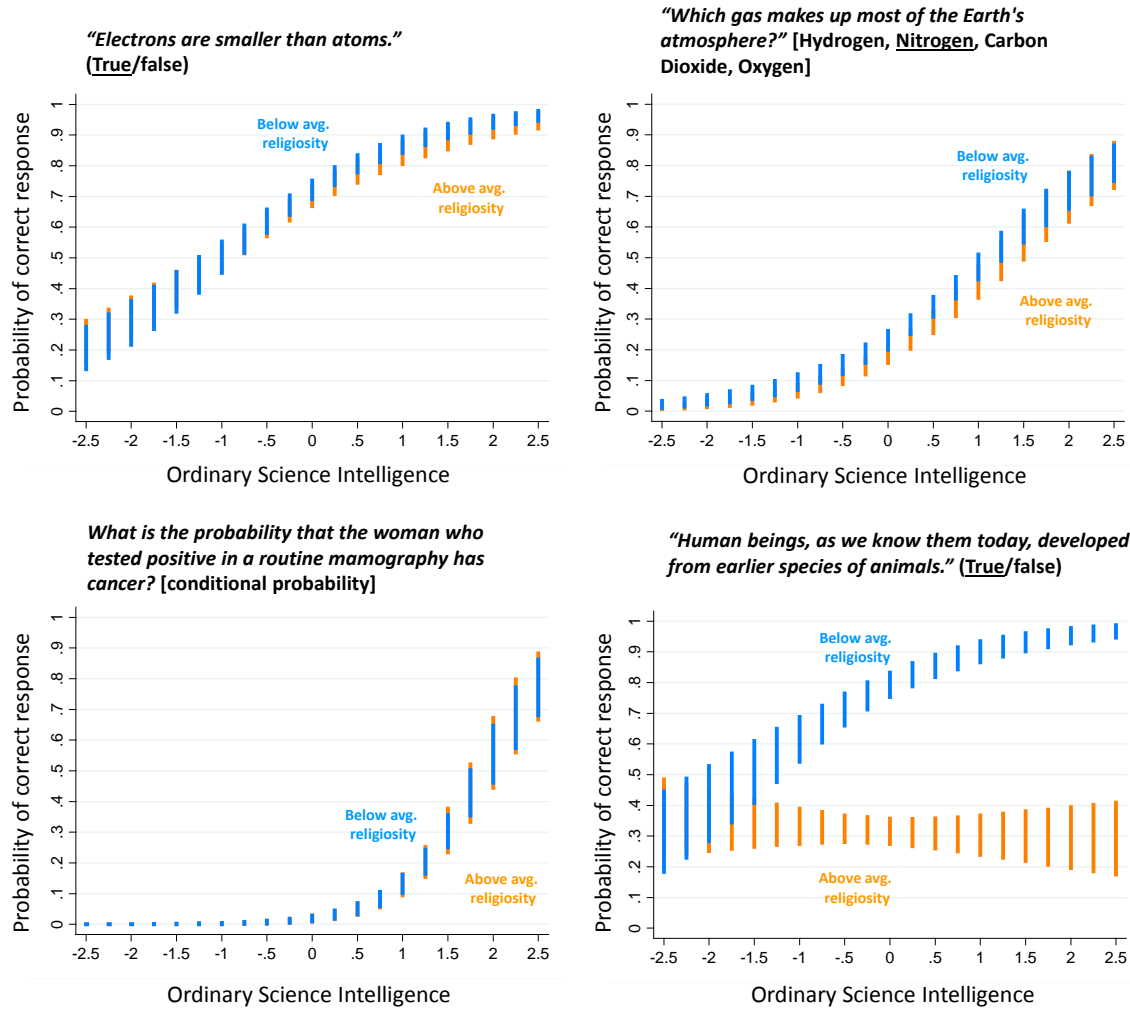 “Electrons are smaller than atoms.”
(True/false)
Probability of correct response
1
.9
.8
.7
.6
.5
.4
.3
.2
.1
0
Below avg.
religiosity
Above avg.
religiosity
-2.5 -2 -1.5 -1 -.5 0 .5 1 1.5 2 2.5
Ordinary Science Intelligence
“Which gas makes up most of the Earth's
atmosphere?” [Hydrogen, Nitrogen, Carbon
Dioxide, Oxygen]
Probability of correct response
1
.9
.8
.7
.6
.5
.4
.3
.2
.1
0
Below avg.
religiosity
Above avg.
religiosity
-2.5 -2 -1.5 -1 -.5 0 .5 1 1.5 2 2.5
Ordinary Science Intelligence
What is the probability that the woman who
tested positive in a routine mamography has
cancer? [conditional probability]
Probability of correct response
1
.9
.8
.7
.6
.5
.4
.3
.2
.1
0
Below avg.
religiosity
Above avg.
religiosity
-2.5 -2 -1.5 -1 -.5 0 .5 1 1.5 2 2.5
Ordinary Science Intelligence
“Human beings, as we know them today, developed
from earlier species of animals.” (True/false)
Probability of correct response
1
.9
.8
.7
.6
.5
.4
.3
.2
.1
0
Below avg.
religiosity
Above avg.
religiosity
-2.5 -2 -1.5 -1 -.5 0 .5 1 1.5 2 2.5
Ordinary Science Intelligence